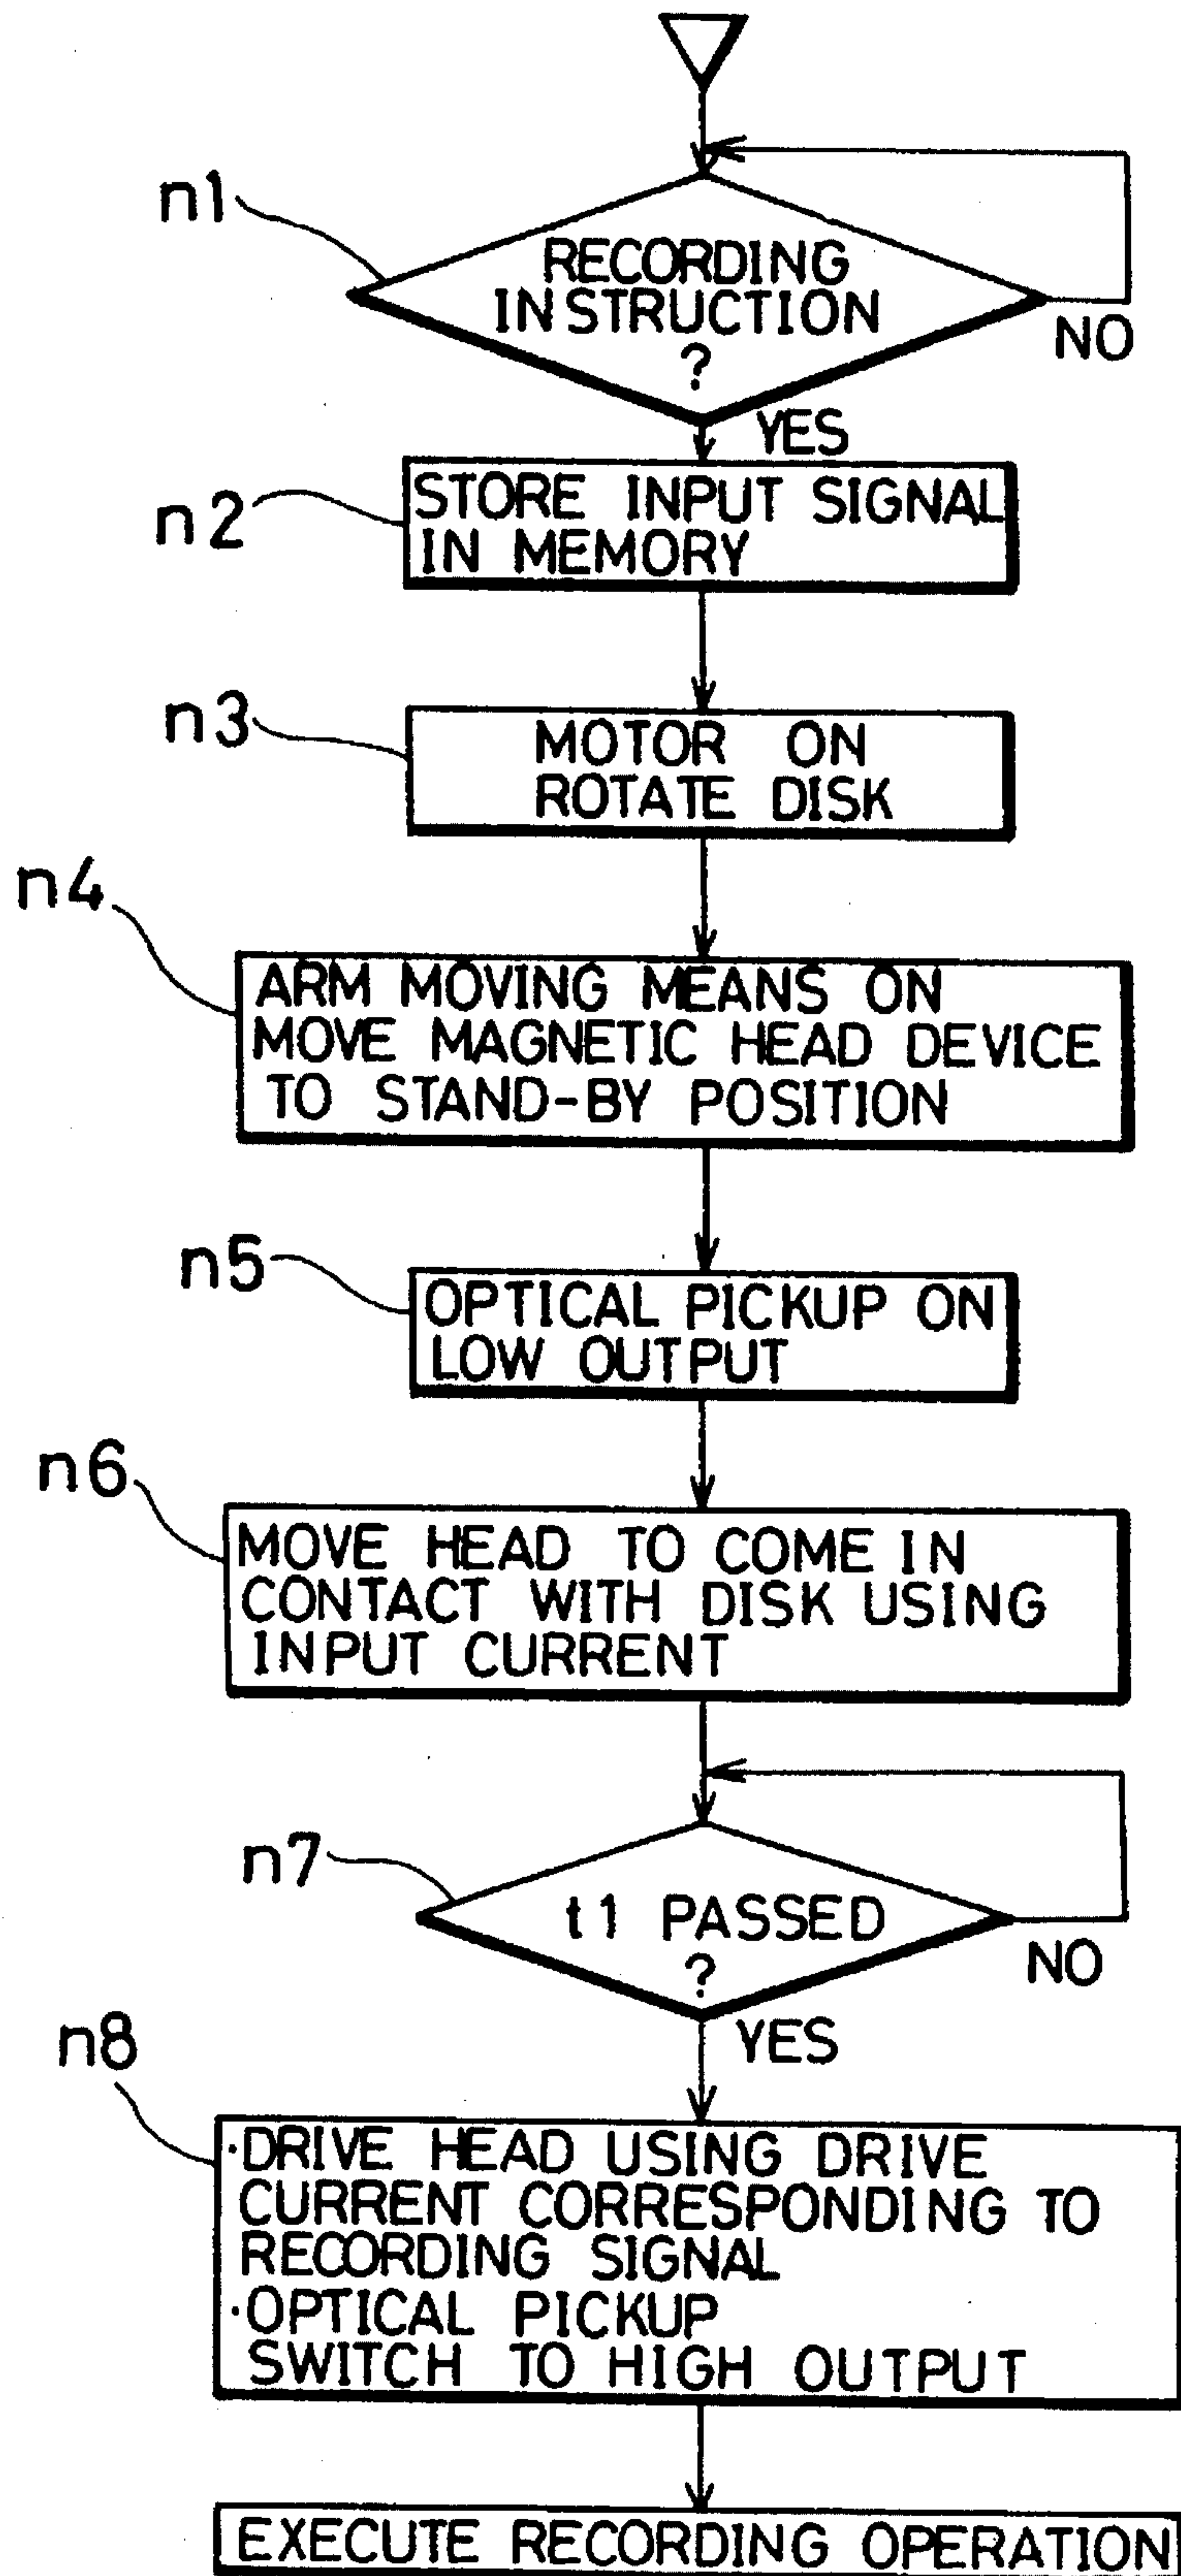 n1
RECORDING
INSTRUCTION
?
NO
YES
n2
STORE INPUT SIGNAL
IN MEMORY
n3
MOTOR ON
ROTATE DISK
n4
ARM MOVING MEANS ON
MOVE MAGNETIC HEAD DEVICE
TO STAND-BY POSITION
n5
OPTICAL PICKUP ON
LOW OUTPUT
n6
MOVE HEAD TO COME IN
CONTACT WITH DISK USING
INPUT CURRENT
n7
t1 PASSED
?
NO
YES
n8
·DRIVE HEAD USING DRIVE
CURRENT CORRESPONDING TO
RECORDING SIGNAL
·OPTICAL PICKUP
SWITCH TO HIGH OUTPUT
EXECUTE RECORDING OPERATION